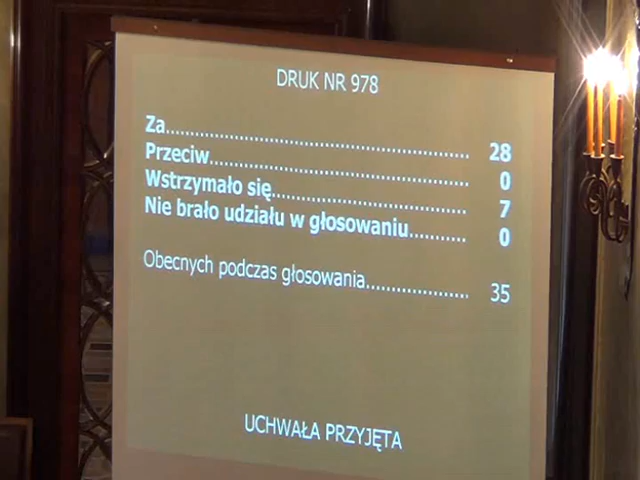 DRUK NR 978
Za.................................................. 28
Przeciw........................................... 0
Wstrzymało się................................ 7
Nie brało udziału w głosowaniu.......... 0
Obecnych podczas głosowania.................. 35
UCHWAŁA PRZYJĘTA